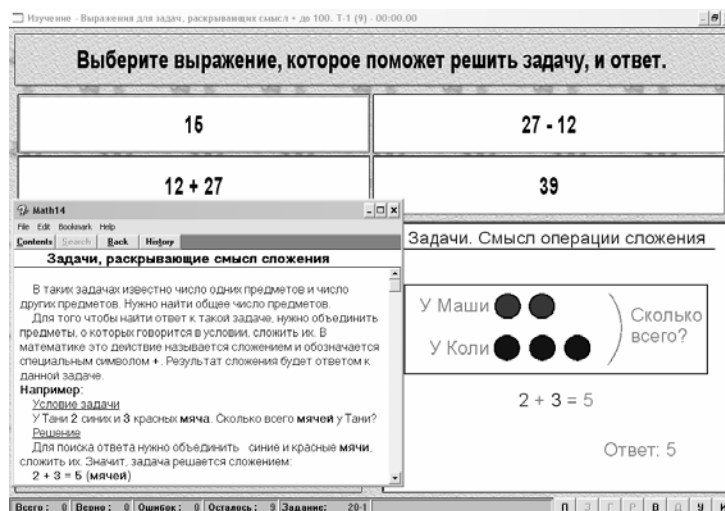 Изучение - Выражения для задач, раскрывающих смысл + до 100. Т-1 (9) - 00:00.00
Выберите выражение, которое поможет решить задачу, и ответ.
15
27 - 12
12 + 27
39
Math14
File Edit Bookmark Help
Contents Search Back History
Задачи, раскрывающие смысл сложения
В таких задачах известно число одних предметов и число
других предметов. Нужно найти общее число предметов.
Для того чтобы найти ответ к такой задаче, нужно объединить
предметы, о которых говорится в условии, сложить их. В
математике это действие называется сложением и обозначается
специальным символом +. Результат сложения будет ответом к
данной задаче.
Например:
Условие задачи
У Тани 2 синих и 3 красных мяча. Сколько всего мячей у Тани?
Решение
Для поиска ответа нужно объединить синие и красные мячи,
сложить их. Значит, задача решается сложением:
2 + 3 = 5 (мячей)
Задачи. Смысл операции сложения
У Маши
У Коли
Сколько
всего?
2 + 3 = 5
Ответ: 5
Всего: 0 Верно: 0 Ошибок: 0 Осталось: 9 Задание: 20-1
П З Г Р В Д У К